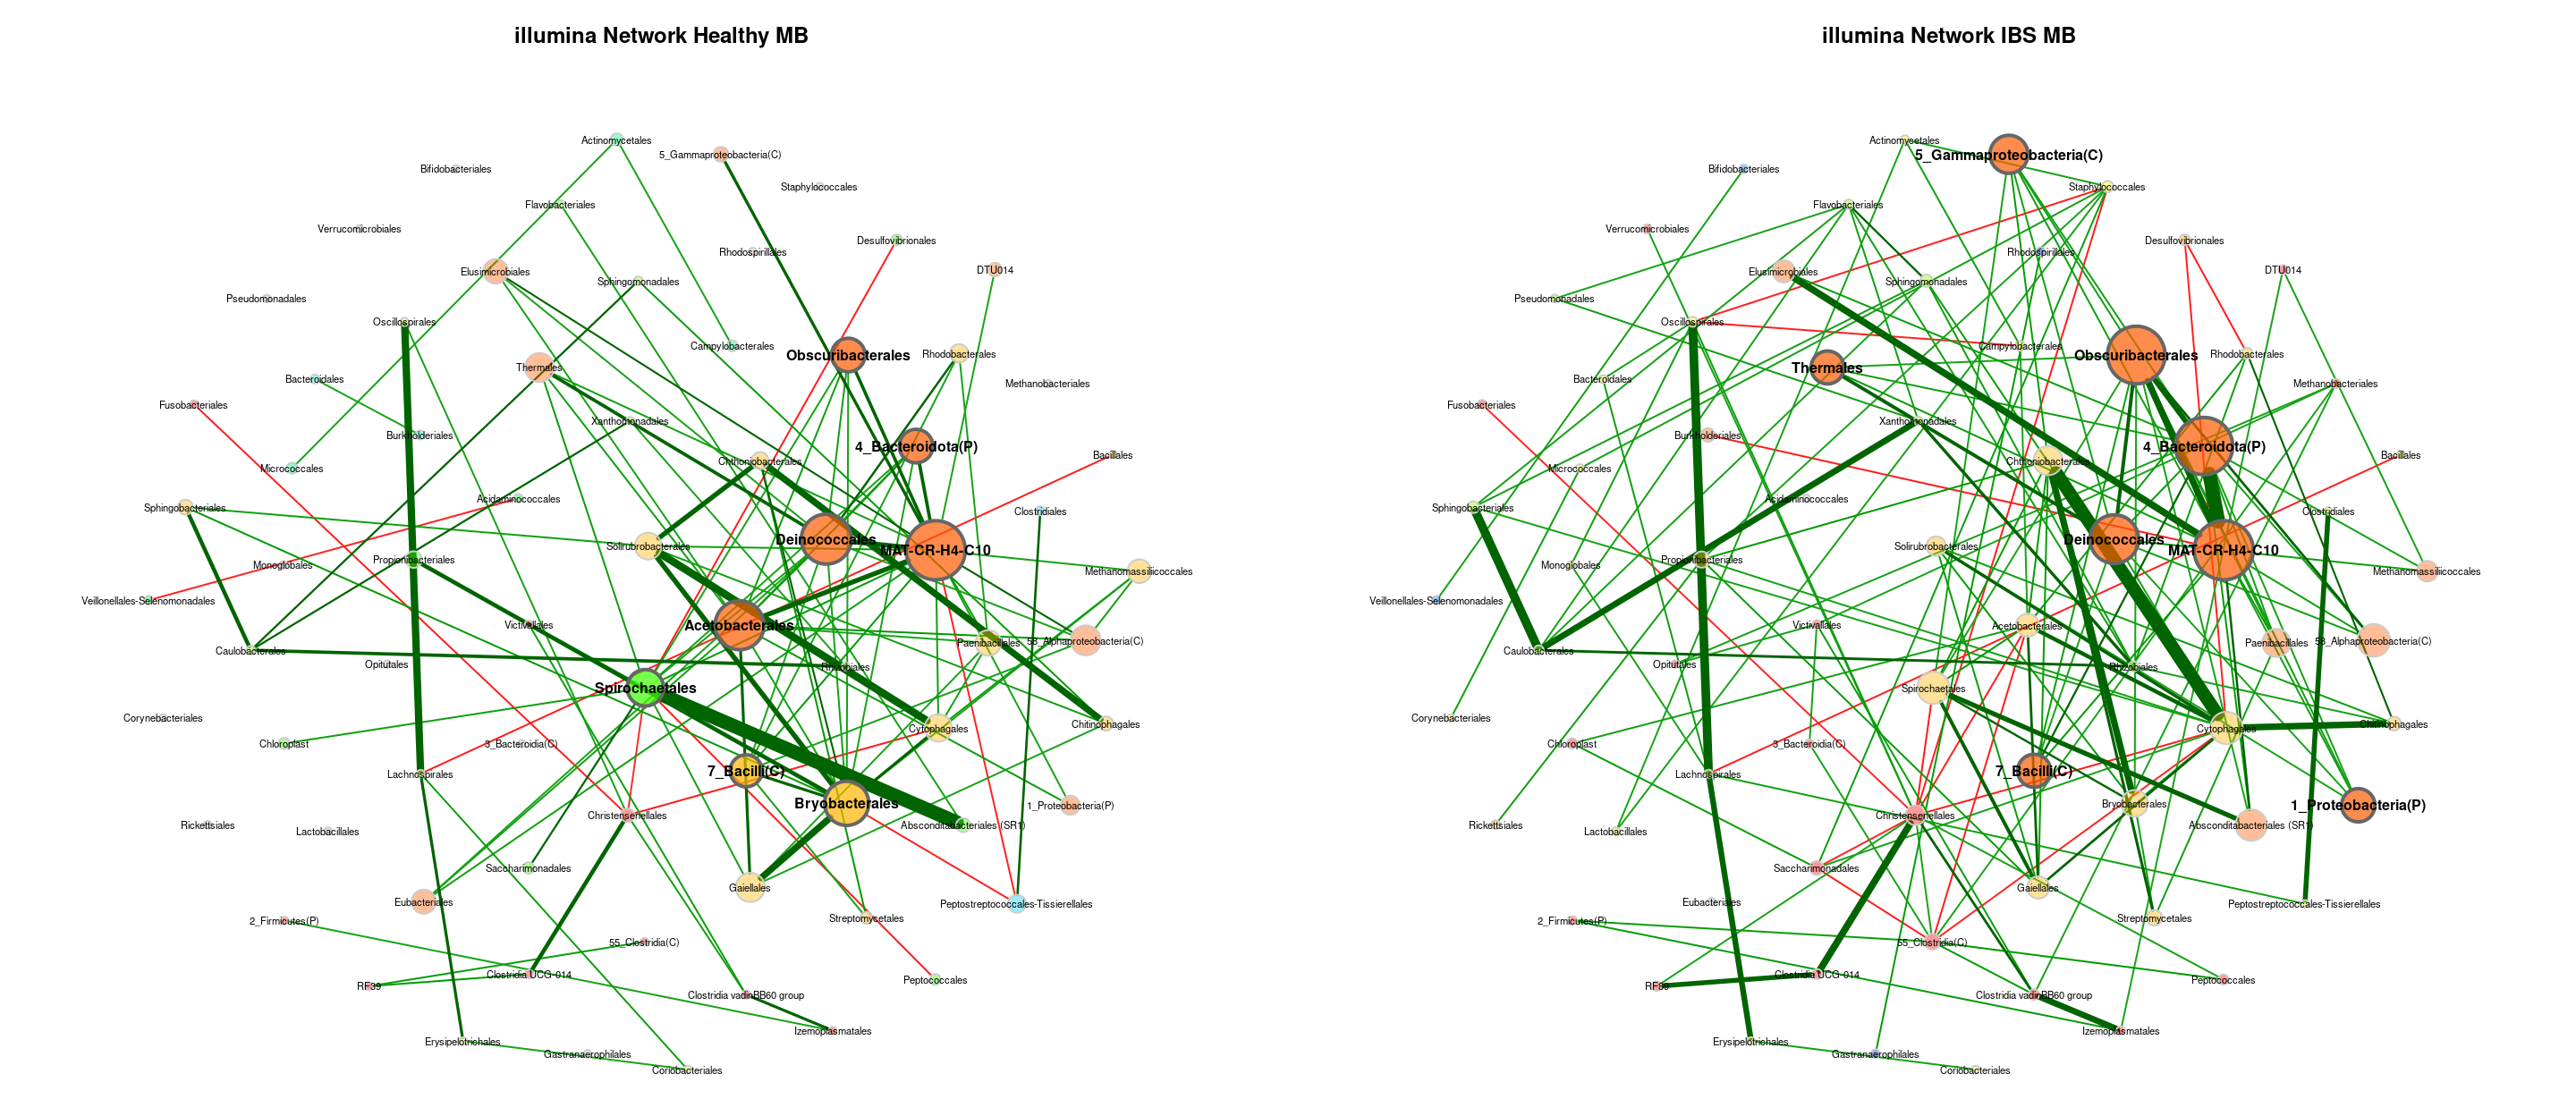 illumina Network Healthy MB
Actinomycetales
5_Gammaproteobacteria(C)
Bifidobacteriales
Staphylococcales
Flavobacteriales
Verrucomicrobiales
Desulfovibrionales
Rhodospirillales
Elusimicrobiales
DTU014
Sphingomonadales
Pseudomonadales
Oscillospirales
Campylobacterales
Obscuribacterales
Rhodobacterales
Thermales
Bacteroidales
Methanobacteriales
Fusobacteriales
Xanthomonadales
Burkholderiales
4_Bacteroidota(P)
Bacillales
Chthoniobacterales
Micrococcales
Acidaminococcales
Sphingobacteriales
Clostridiales
Deinococcales
Solirubrobacterales
MAT-CR-H4-C10
Propionibacteriales
Monoglobales
Methanomassiliicoccales
Veillonellales-Selenomonadales
Victivallales
Acetobacterales
Paenibacillales
58_Alphaproteobacteria(C)
Caulobacterales
Opitutales
Rhizobiales
Spirochaetales
Corynebacteriales
Chitinophagales
Cytophagales
Chloroplast
3_Bacteroidia(C)
Lachnospirales
7_Bacilli(C)
Bryobacterales
1_Proteobacteria(P)
Christensenellales
Absconditabacteriales (SR1)
Rickettsiales
Lactobacillales
Saccharimonadales
Gaiellales
Eubacteriales
Peptostreptococcales-Tissierellales
2_Firmicutes(P)
Streptomycetales
55_Clostridia(C)
Clostridia UCG-014
Peptococcales
RF39
Clostridia vadinBB60 group
Izemoplasmatales
Erysipelotrichales
Gastranaerophilales
Coriobacteriales
illumina Network IBS MB
Actinomycetales
5_Gammaproteobacteria(C)
Bifidobacteriales
Staphylococcales
Flavobacteriales
Verrucomicrobiales
Desulfovibrionales
Rhodospirillales
Elusimicrobiales
DTU014
Sphingomonadales
Pseudomonadales
Oscillospirales
Campylobacterales
Obscuribacterales
Rhodobacterales
Thermales
Bacteroidales
Methanobacteriales
Fusobacteriales
Xanthomonadales
Burkholderiales
4_Bacteroidota(P)
Bacillales
Chthoniobacterales
Micrococcales
Acidaminococcales
Sphingobacteriales
Clostridiales
Deinococcales
Solirubrobacterales
MAT-CR-H4-C10
Propionibacteriales
Monoglobales
Methanomassiliicoccales
Veillonellales-Selenomonadales
Victivallales
Acetobacterales
Paenibacillales
58_Alphaproteobacteria(C)
Caulobacterales
Opitutales
Rhizobiales
Spirochaetales
Corynebacteriales
Chitinophagales
Cytophagales
Chloroplast
3_Bacteroidia(C)
Lachnospirales
7_Bacilli(C)
Bryobacterales
1_Proteobacteria(P)
Christensenellales
Absconditabacteriales (SR1)
Rickettsiales
Lactobacillales
Saccharimonadales
Gaiellales
Eubacteriales
Peptostreptococcales-Tissierellales
2_Firmicutes(P)
Streptomycetales
55_Clostridia(C)
Clostridia UCG-014
Peptococcales
RF39
Clostridia vadinBB60 group
Izemoplasmatales
Erysipelotrichales
Gastranaerophilales
Coriobacteriales